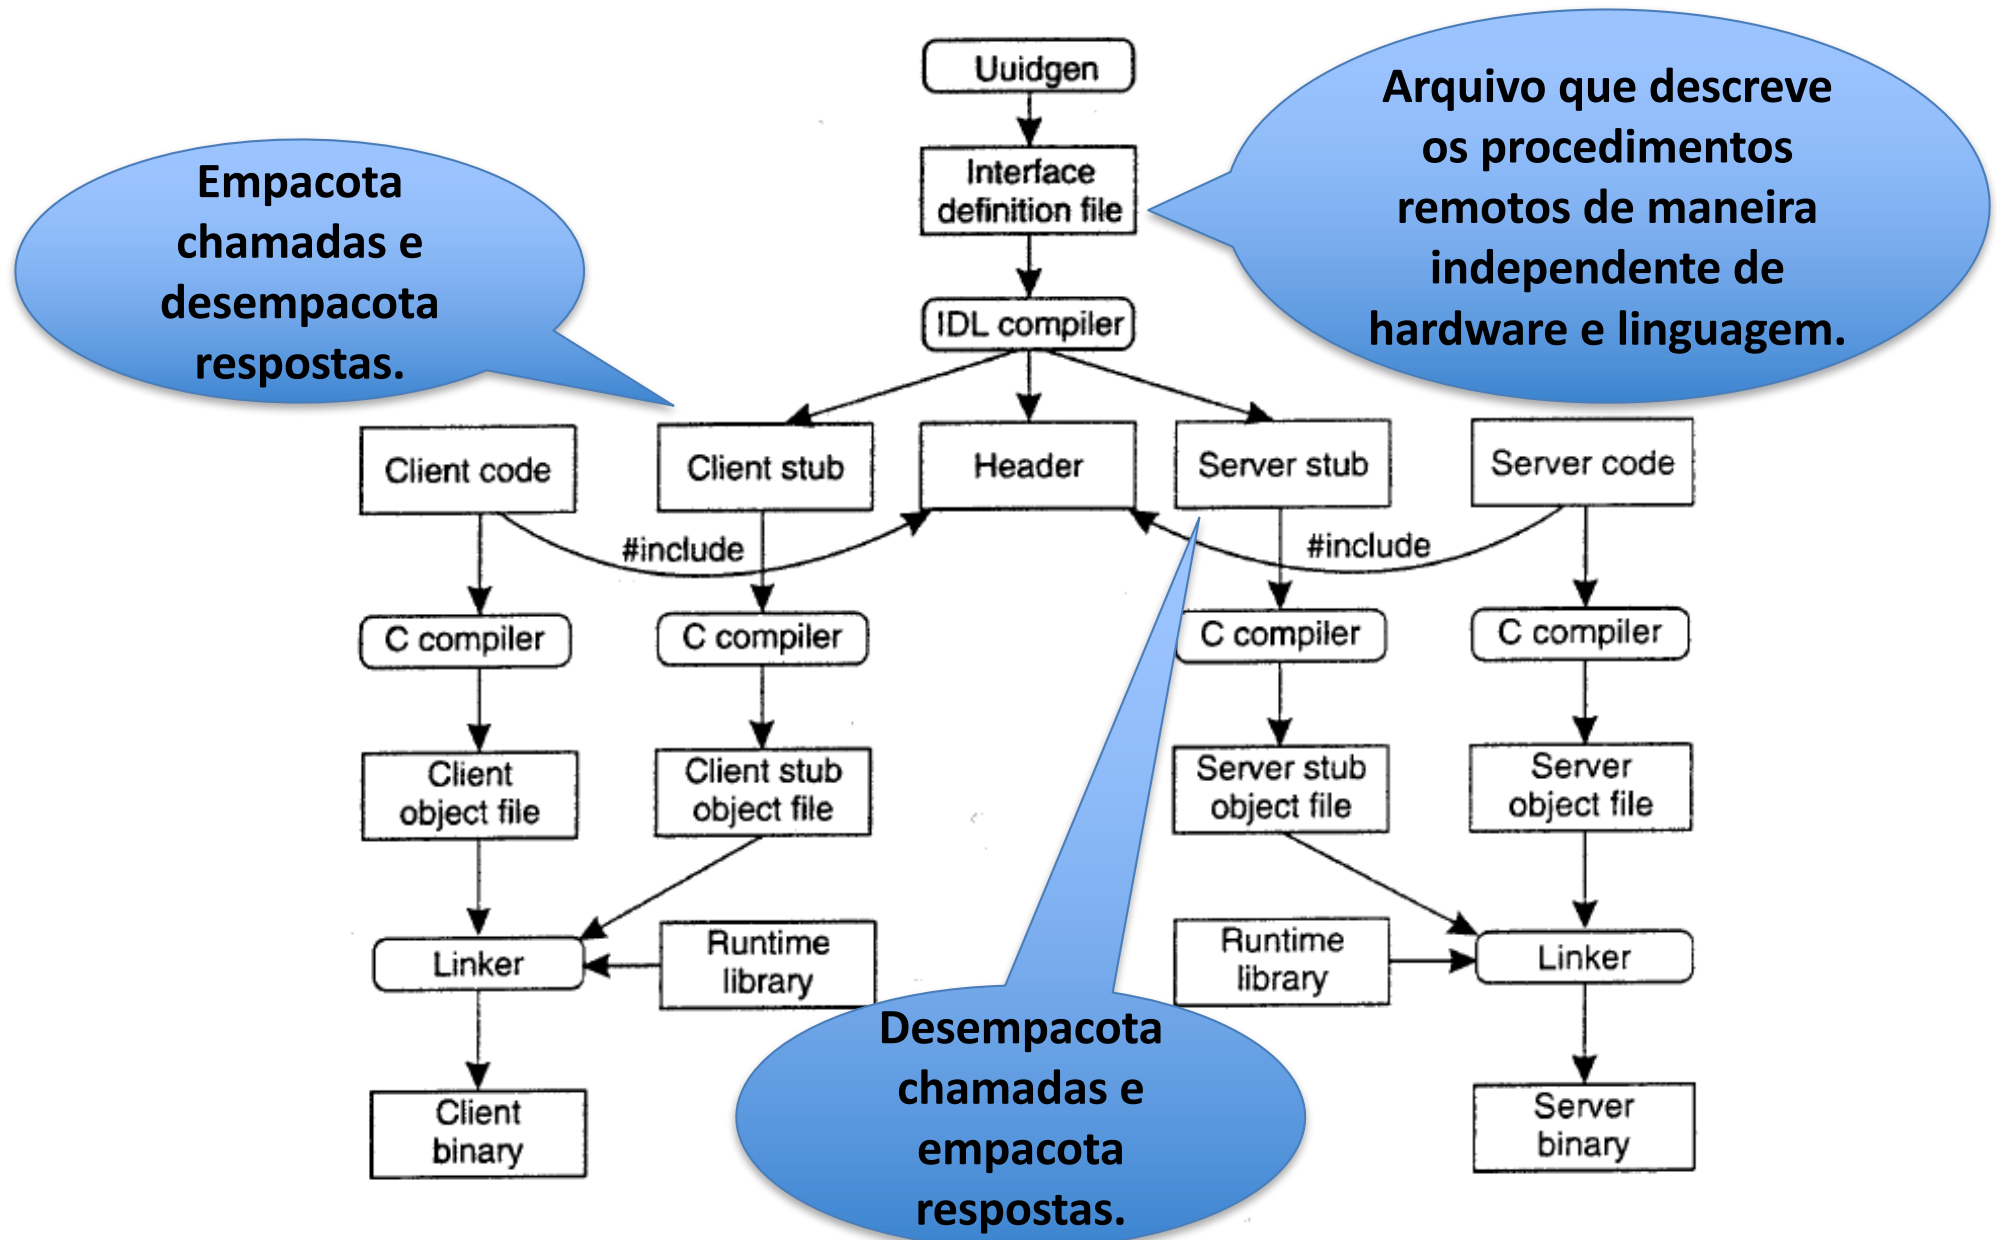 Uuidgen
Arquivo que descreve
os procedimentos
remotos de maneira
independente de
hardware e linguagem.
Interface
definition file
Empacota
chamadas e
desempacota
respostas.
IDL compiler
Client code
Client stub
Header
Server stub
Server code
#include
#include
C compiler
C compiler
C compiler
C compiler
Client
object file
Client stub
object file
Server stub
object file
Server
object file
Linker
Runtime
library
Runtime
library
Linker
Desempacota
chamadas e
empacota
respostas.
Client
binary
Server
binary